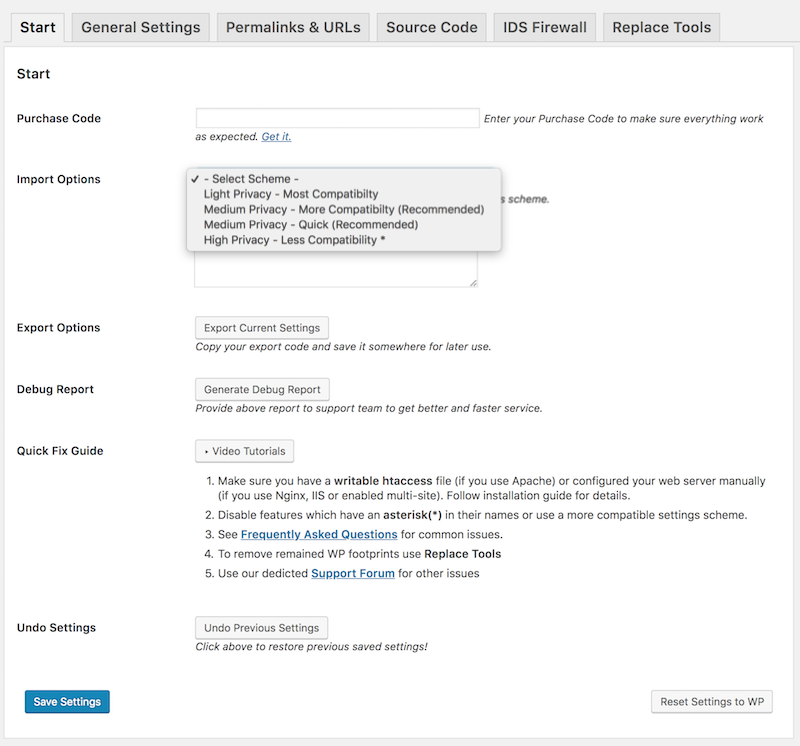 Start General Settings Permalinks & URLs Source Code IDS Firewall Replace Tools
Start
Purchase Code
Enter your Purchase Code to make sure everything work
as expected. Get it.
Import Options
✓ - Select Scheme -
Light Privacy - Most Compatibilty
Medium Privacy - More Compatibilty (Recommended)
Medium Privacy - Quick (Recommended)
High Privacy - Less Compatibility *
scheme.
Export Options
Export Current Settings
Copy your export code and save it somewhere for later use.
Debug Report
Generate Debug Report
Provide above report to support team to get better and faster service.
Quick Fix Guide
▸ Video Tutorials
1. Make sure you have a writable htaccess file (if you use Apache) or configured your web server manually
(if you use Nginx, IIS or enabled multi-site). Follow installation guide for details.
2. Disable features which have an asterisk(*) in their names or use a more compatible settings scheme.
3. See Frequently Asked Questions for common issues.
4. To remove remained WP footprints use Replace Tools
5. Use our dedicted Support Forum for other issues
Undo Settings
Undo Previous Settings
Click above to restore previous saved settings!
Save Settings
Reset Settings to WP